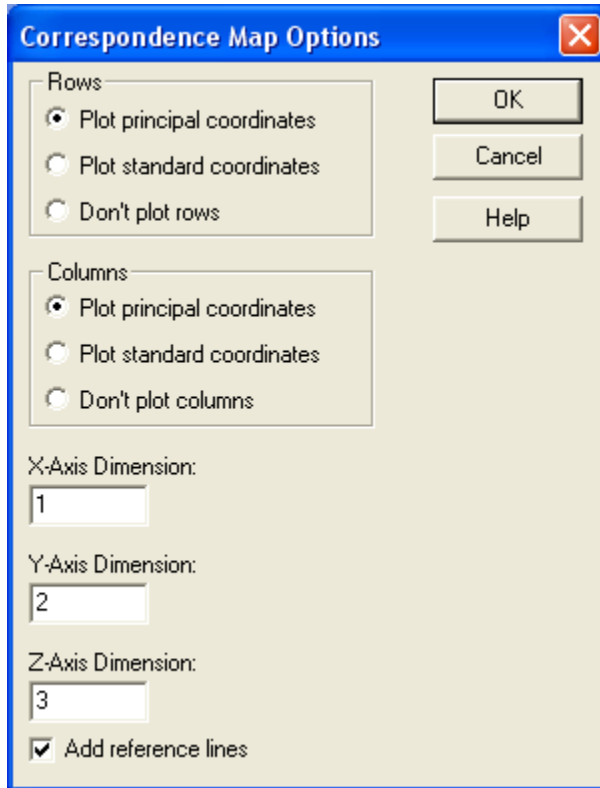 Correspondence Map Options
Rows
Plot principal coordinates
Plot standard coordinates
Don't plot rows
OK
Cancel
Help
Columns
Plot principal coordinates
Plot standard coordinates
Don't plot columns
X-Axis Dimension:
1
Y-Axis Dimension:
2
Z-Axis Dimension:
3
Add reference lines